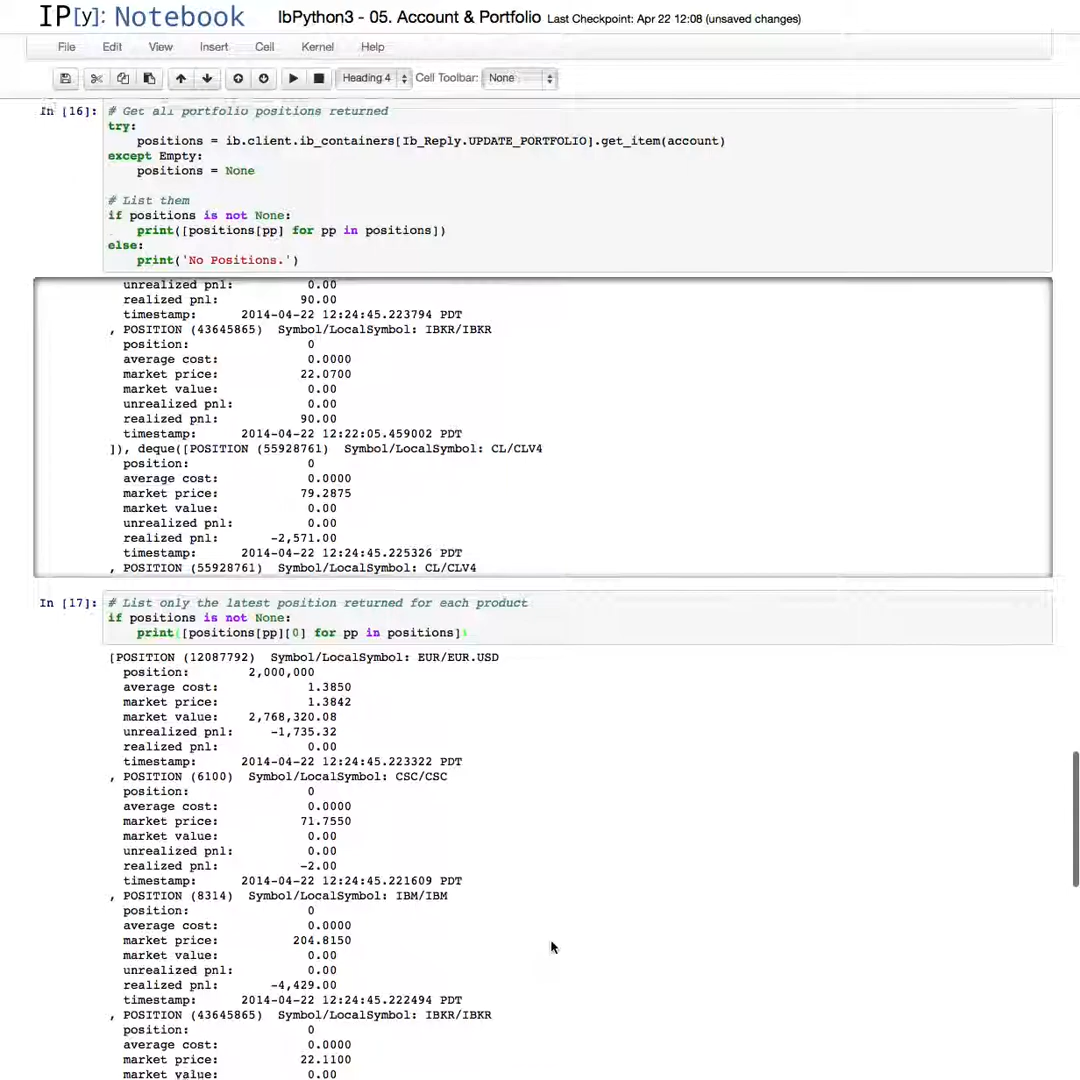 IP[y]: Notebook IbPython3 - 05. Account & Portfolio Last Checkpoint: Apr 22 12:08 (unsaved changes)
File Edit View Insert Cell Kernel Help
Heading 4 Cell Toolbar: None
In [16]: # Get all portfolio positions returned
try:
    positions = ib.client.ib_containers[Ib_Reply.UPDATE_PORTFOLIO].get_item(account)
except Empty:
    positions = None
# List them
if positions is not None:
    print([positions[pp] for pp in positions])
else:
    print('No Positions.')
unrealized pnl: 0.00
realized pnl: 90.00
timestamp: 2014-04-22 12:24:45.223794 PDT
, POSITION (43645865) Symbol/LocalSymbol: IBKR/IBKR
position: 0
average cost: 0.0000
market price: 22.0700
market value: 0.00
unrealized pnl: 0.00
realized pnl: 90.00
timestamp: 2014-04-22 12:22:05.459002 PDT
]), deque([POSITION (55928761) Symbol/LocalSymbol: CL/CLV4
position: 0
average cost: 0.0000
market price: 79.2875
market value: 0.00
unrealized pnl: 0.00
realized pnl: -2,571.00
timestamp: 2014-04-22 12:24:45.225326 PDT
, POSITION (55928761) Symbol/LocalSymbol: CL/CLV4
In [17]: # List only the latest position returned for each product
if positions is not None:
    print([positions[pp][0] for pp in positions])
[POSITION (12087792) Symbol/LocalSymbol: EUR/EUR.USD
position: 2,000,000
average cost: 1.3850
market price: 1.3842
market value: 2,768,320.08
unrealized pnl: -1,735.32
realized pnl: 0.00
timestamp: 2014-04-22 12:24:45.223322 PDT
, POSITION (6100) Symbol/LocalSymbol: CSC/CSC
position: 0
average cost: 0.0000
market price: 71.7550
market value: 0.00
unrealized pnl: 0.00
realized pnl: -2.00
timestamp: 2014-04-22 12:24:45.221609 PDT
, POSITION (8314) Symbol/LocalSymbol: IBM/IBM
position: 0
average cost: 0.0000
market price: 204.8150
market value: 0.00
unrealized pnl: 0.00
realized pnl: -4,429.00
timestamp: 2014-04-22 12:24:45.222494 PDT
, POSITION (43645865) Symbol/LocalSymbol: IBKR/IBKR
position: 0
average cost: 0.0000
market price: 22.1100
market value: 0.00